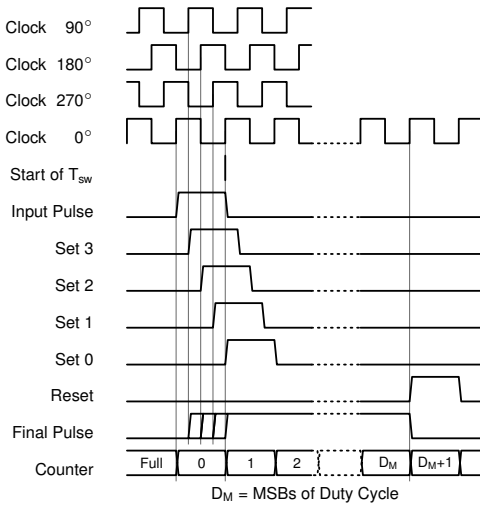 Clock 90°
Clock 180°
Clock 270°
Clock 0°
Start of Tsw
Input Pulse
Set 3
Set 2
Set 1
Set 0
Reset
Final Pulse
Counter Full 0 1 2 DM DM+1
DM = MSBs of Duty Cycle